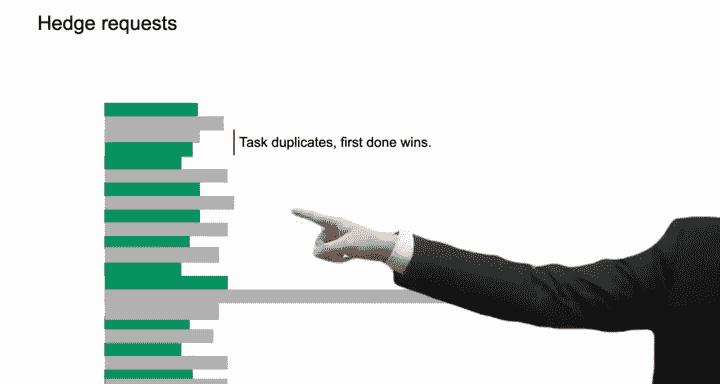 Hedge requests
Task duplicates, first done wins.